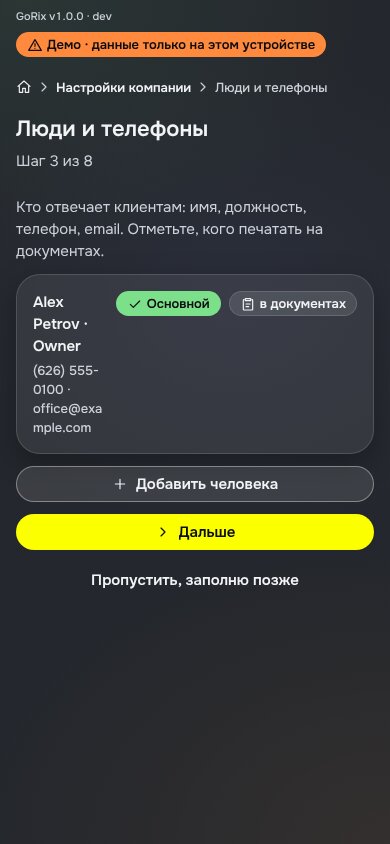 GoRix v1.0.0 · dev
Демо · данные только на этом устройстве
Настройки компании Люди и телефоны
Люди и телефоны
Шаг 3 из 8
Кто отвечает клиентам: имя, должность,
телефон, email. Отметьте, кого печатать на
документах.
Alex
Petrov ·
Owner
(626) 555-
0100 ·
office@exa
mple.com
Основной
в документах
Добавить человека
Дальше
Пропустить, заполню позже